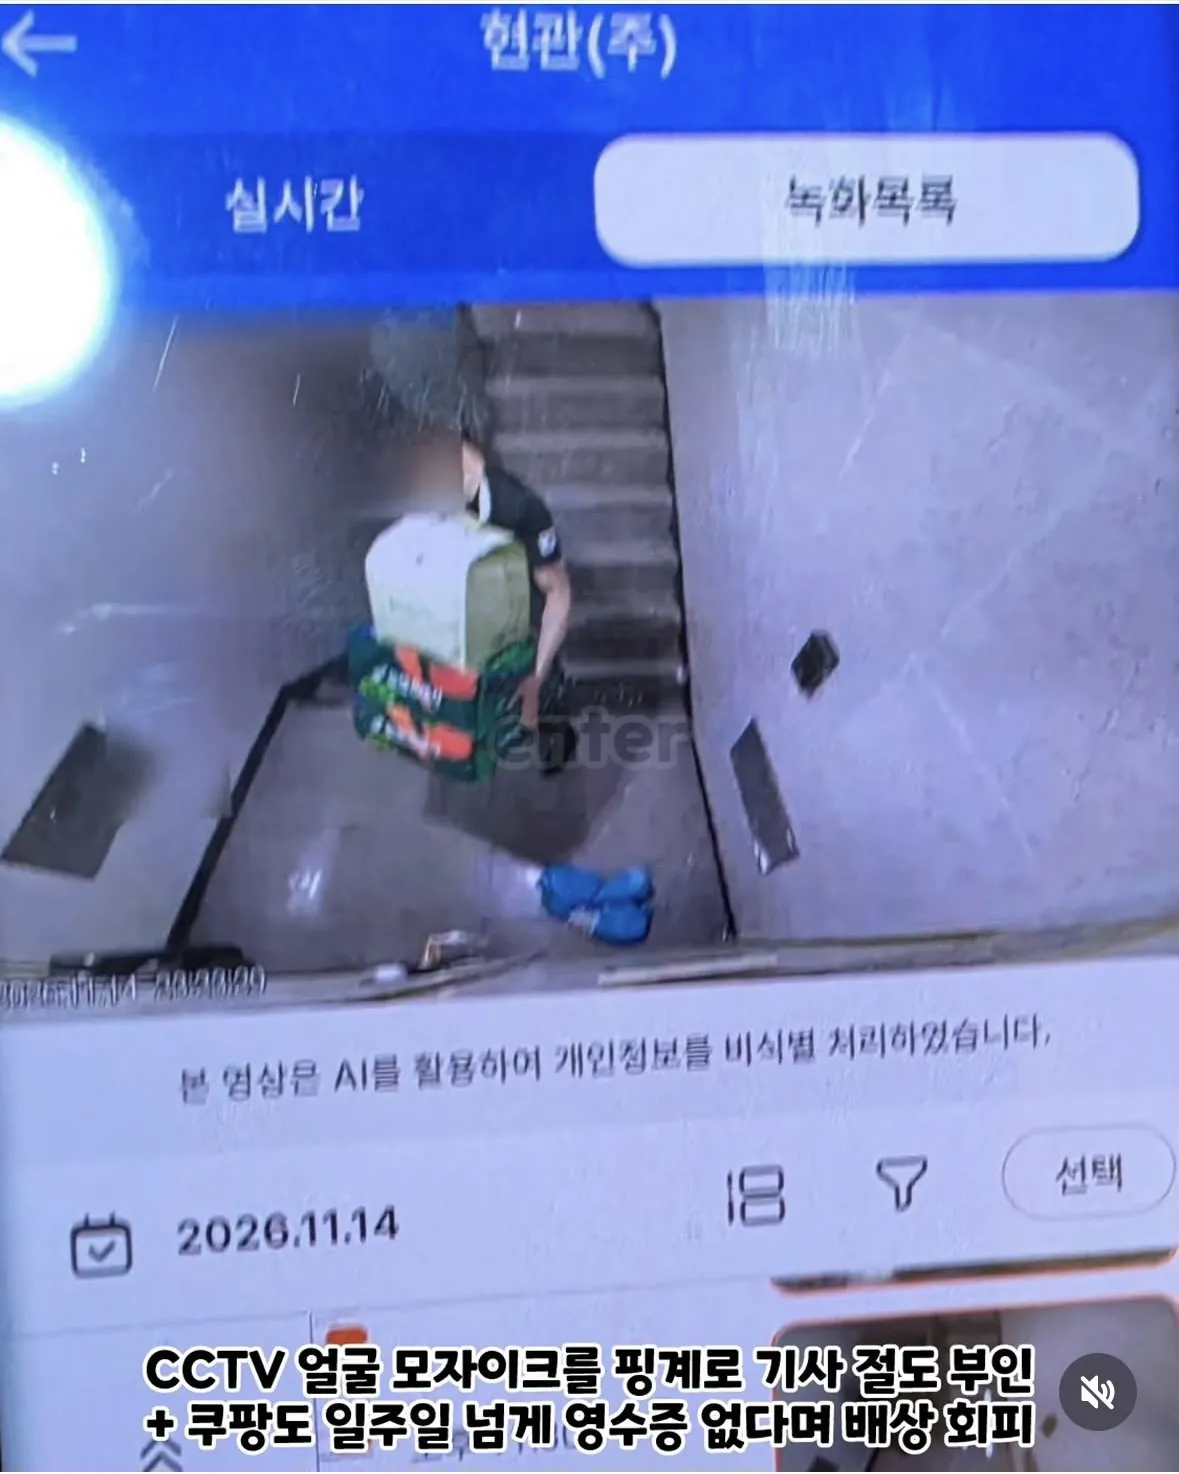 현관(주)
실시간
녹화목록
enter
본 영상은 AI를 활용하여 개인정보를 비식별 처리하였습니다.
2026.11.14
선택
CCTV 얼굴 모자이크를 핑계로 기사 절도 부인
+ 쿠팡도 일주일 넘게 영수증 없다며 배상 회피